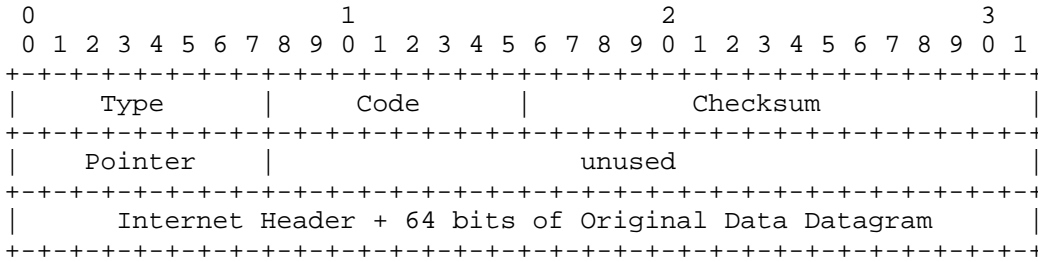 0                   1                   2                   3
0 1 2 3 4 5 6 7 8 9 0 1 2 3 4 5 6 7 8 9 0 1 2 3 4 5 6 7 8 9 0 1
+-+-+-+-+-+-+-+-+-+-+-+-+-+-+-+-+-+-+-+-+-+-+-+-+-+-+-+-+-+-+-+-+
|     Type      |     Code      |          Checksum             |
+-+-+-+-+-+-+-+-+-+-+-+-+-+-+-+-+-+-+-+-+-+-+-+-+-+-+-+-+-+-+-+-+
|    Pointer    |                   unused                      |
+-+-+-+-+-+-+-+-+-+-+-+-+-+-+-+-+-+-+-+-+-+-+-+-+-+-+-+-+-+-+-+-+
|      Internet Header + 64 bits of Original Data Datagram      |
+-+-+-+-+-+-+-+-+-+-+-+-+-+-+-+-+-+-+-+-+-+-+-+-+-+-+-+-+-+-+-+-+